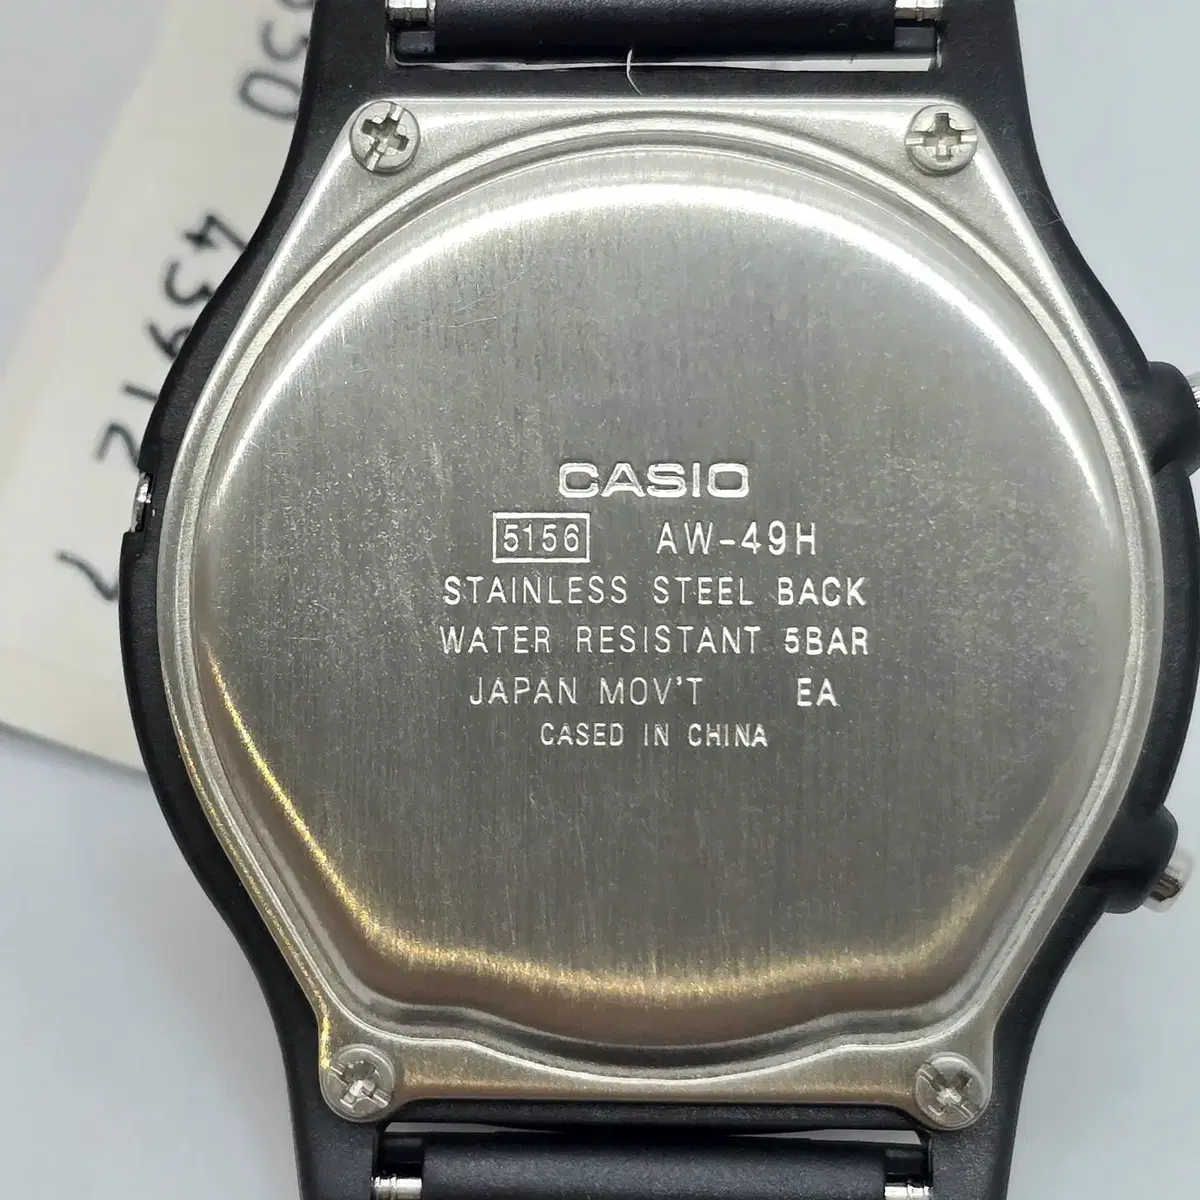 CASIO
5156 AW-49H
STAINLESS STEEL BACK
WATER RESISTANT 5BAR
JAPAN MOV'T EA
CASED IN CHINA